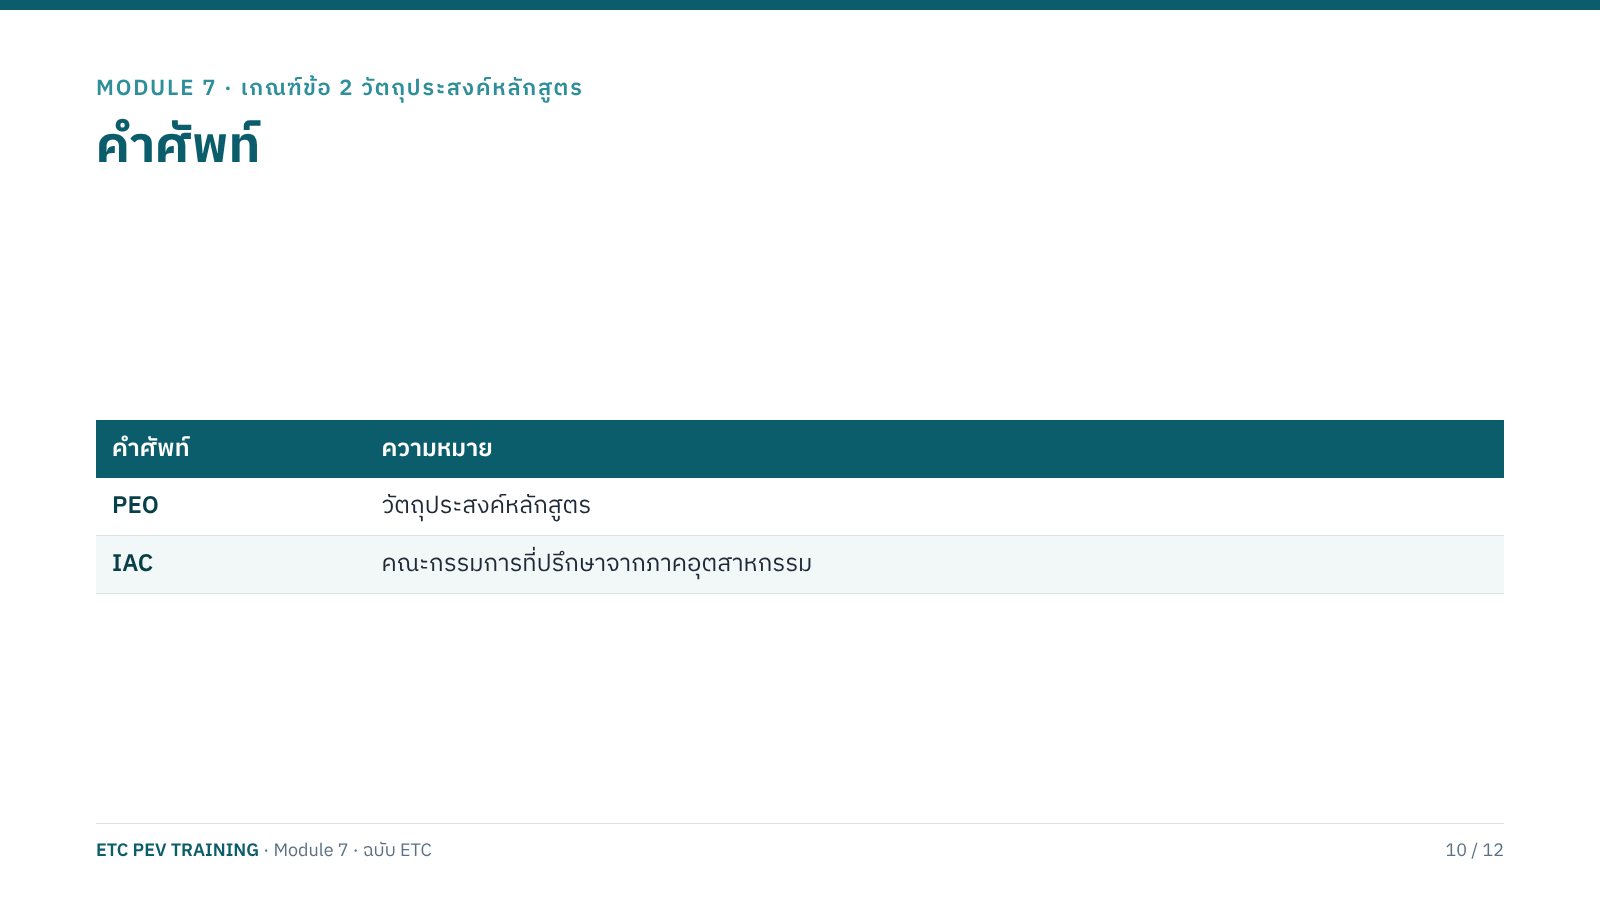 MODULE 7 · เกณฑ์ข้อ 2 วัตถุประสงค์หลักสูตร
คำศัพท์
คำศัพท์ ความหมาย
PEO วัตถุประสงค์หลักสูตร
IAC คณะกรรมการที่ปรึกษาจากภาคอุตสาหกรรม
ETC PEV TRAINING · Module 7 · ฉบับ ETC 10 / 12